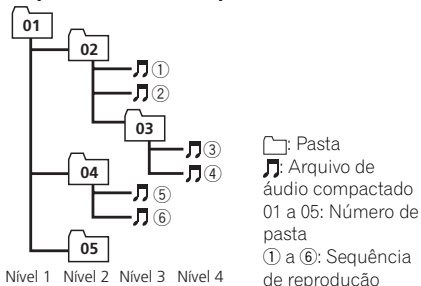 01
02
①
②
03
③
④
04
⑤
⑥
05
Nível 1 Nível 2 Nível 3 Nível 4
: Pasta
: Arquivo de
áudio compactado
01 a 05: Número de
pasta
① a ⑥: Sequência
de reprodução